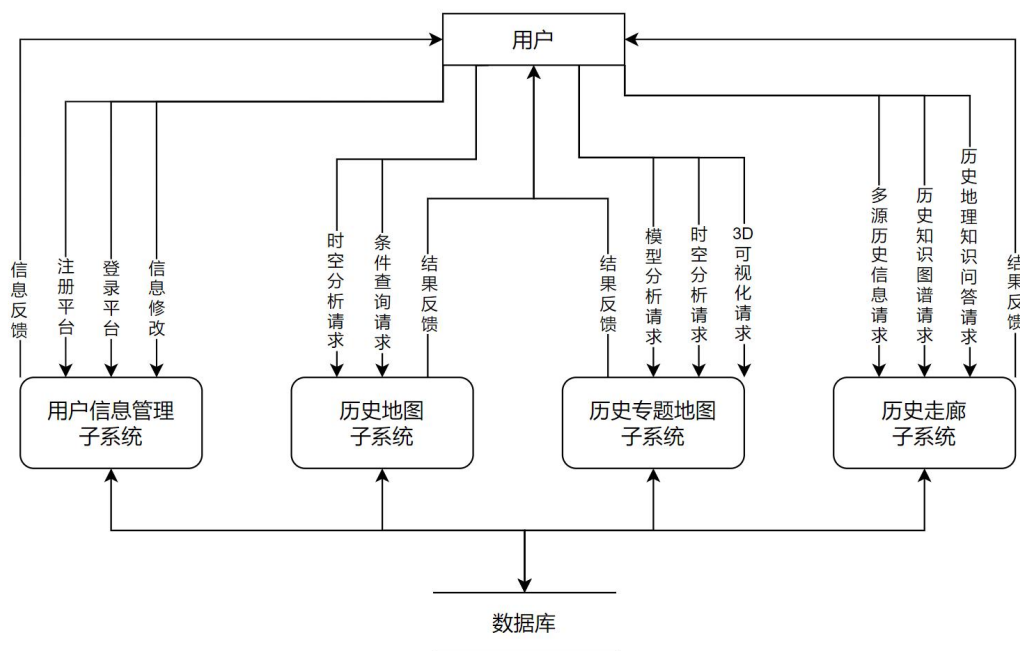 用户
信息反馈
注册平台
登录平台
信息修改
时空分析请求
条件查询请求
结果反馈
结果反馈
模型分析请求
时空分析请求
3D可视化请求
多源历史信息请求
历史知识图谱请求
历史地理知识问答请求
结果反馈
用户信息管理
子系统
历史地图
子系统
历史专题地图
子系统
历史走廊
子系统
数据库